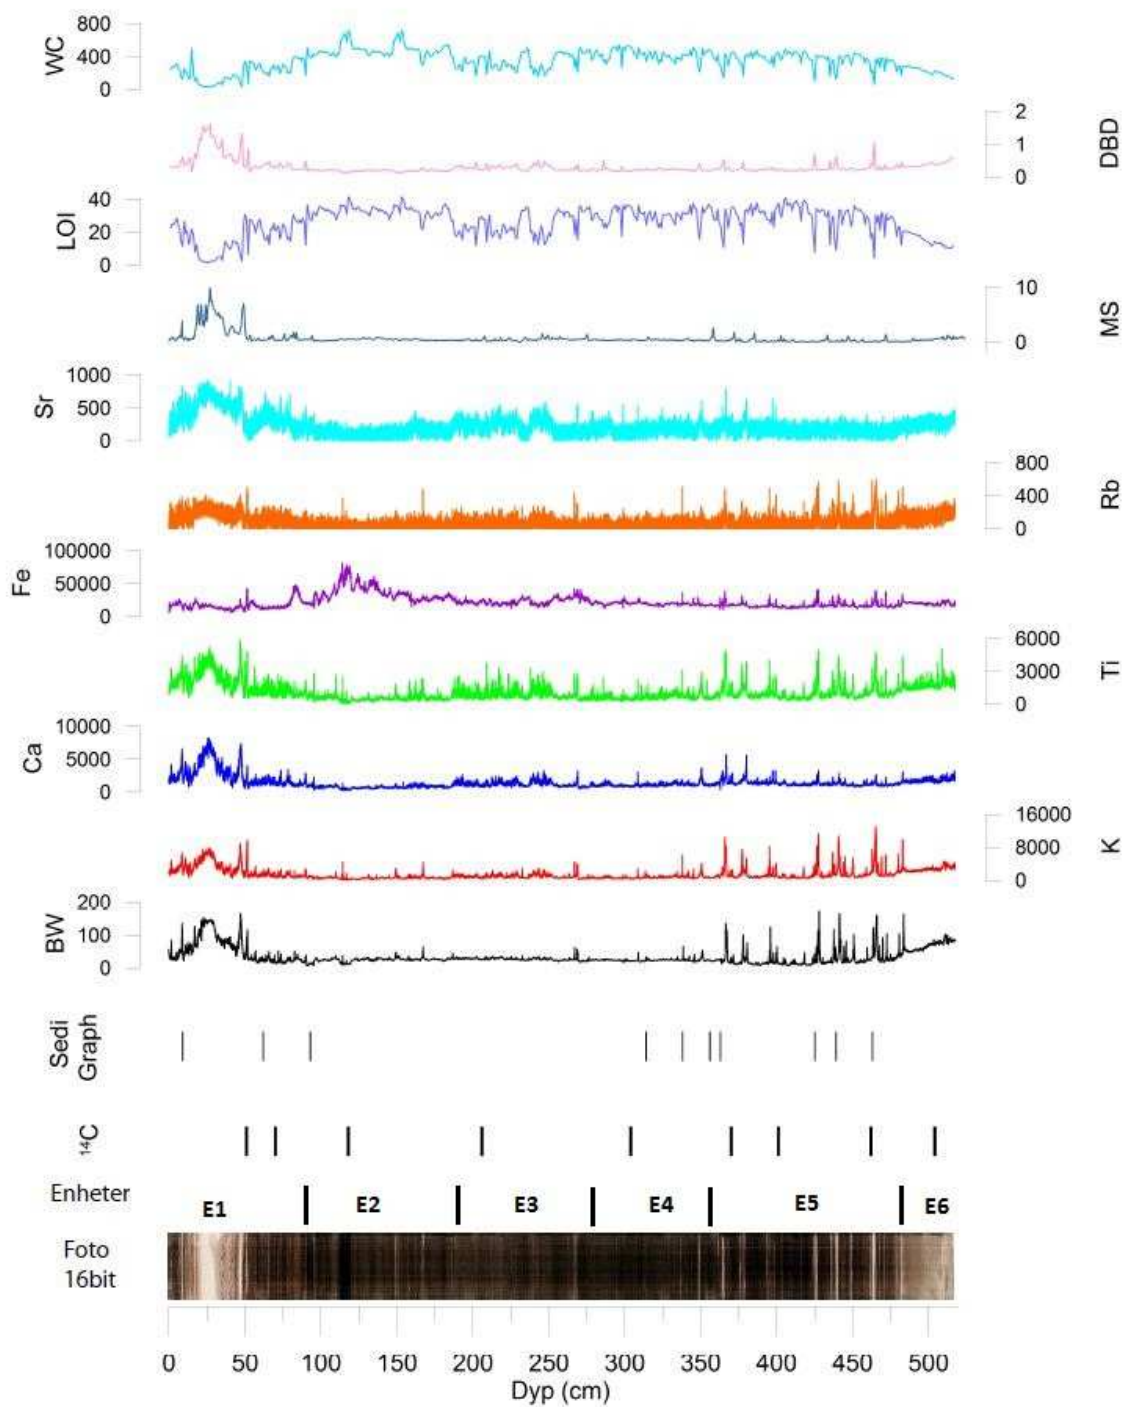 800
400
0
WC
2
1
0
DBD
40
20
0
LOI
10
0
MS
1000
500
0
Sr
800
400
0
Rb
100000
50000
0
Fe
6000
3000
0
Ti
10000
5000
0
Ca
16000
8000
0
K
200
100
0
BW
Sedi
Graph
¹⁴C
Enheter
E1 E2 E3 E4 E5 E6
Foto
16bit
0 50 100 150 200 250 300 350 400 450 500
Dyp (cm)